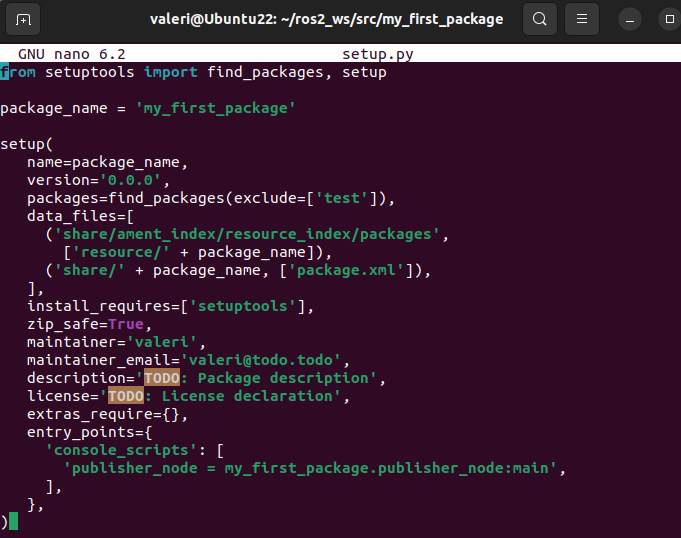 valeri@Ubuntu22: ~/ros2_ws/src/my_first_package
GNU nano 6.2 setup.py
from setuptools import find_packages, setup
package_name = 'my_first_package'
setup(
name=package_name,
version='0.0.0',
packages=find_packages(exclude=['test']),
data_files=[
('share/ament_index/resource_index/packages',
['resource/' + package_name]),
('share/' + package_name, ['package.xml']),
],
install_requires=['setuptools'],
zip_safe=True,
maintainer='valeri',
maintainer_email='valeri@todo.todo',
description='TODO: Package description',
license='TODO: License declaration',
extras_require={},
entry_points={
'console_scripts': [
'publisher_node = my_first_package.publisher_node:main',
],
},
)